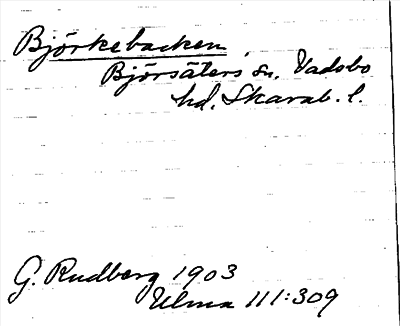 Björkebacken
Björsäters sn. Vadsbo
hd. Skarab. l.
G. Rudberg 1903
Ulma 111:309